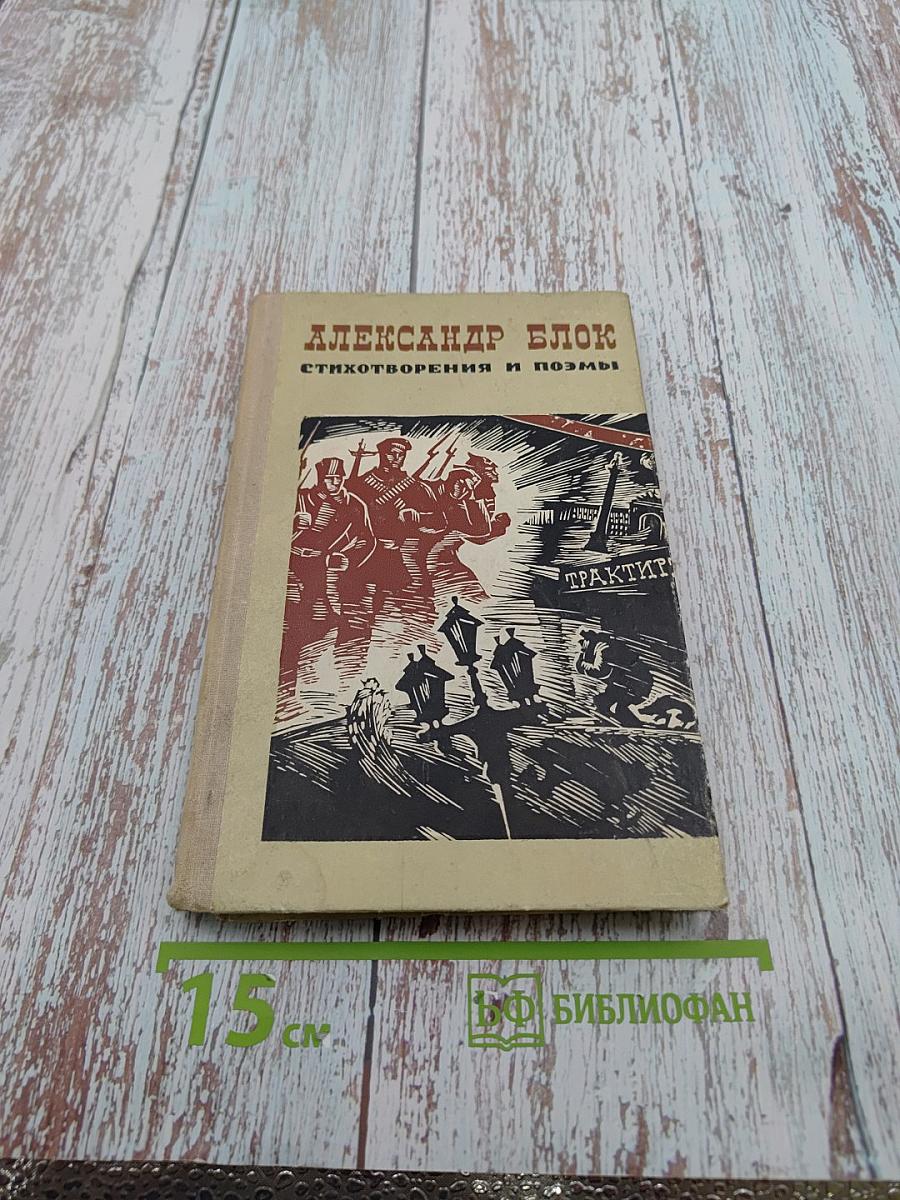 АЛЕКСАНДР БЛОК
СТИХОТВОРЕНИЯ И ПОЭМЫ
ТРАКТИР
15 см
БФ БИБЛИОФАН